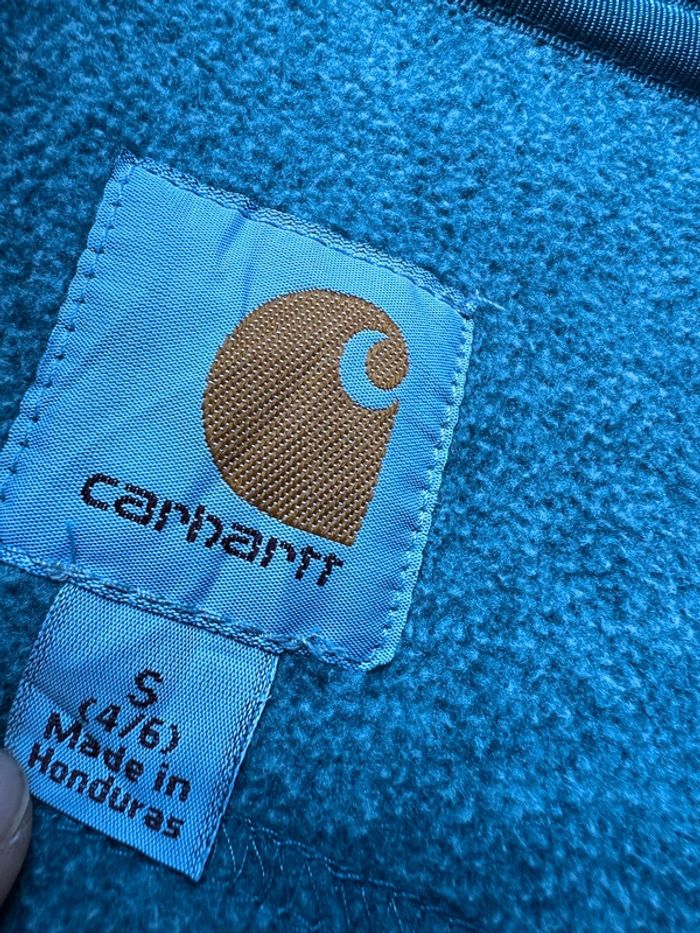 carhartt
S
(4/6)
Made in
Honduras